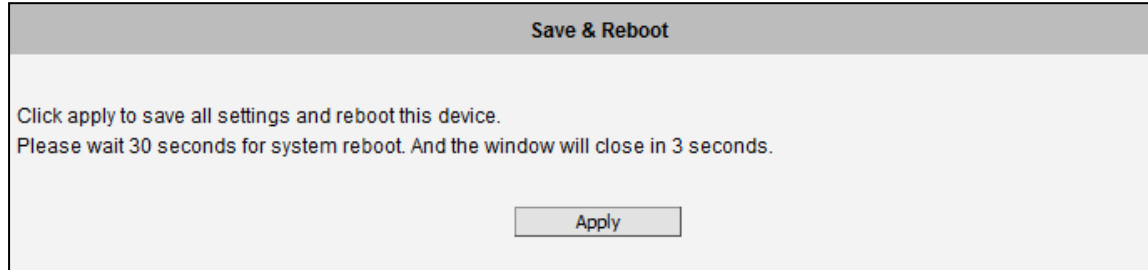 Save & Reboot
Click apply to save all settings and reboot this device.
Please wait 30 seconds for system reboot. And the window will close in 3 seconds.
Apply